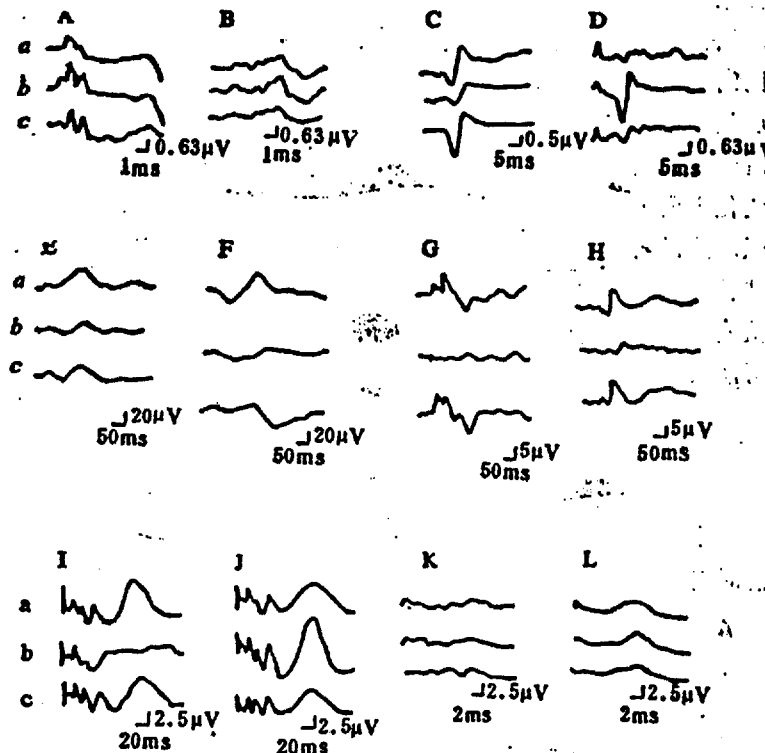 A B C D
a
b
c
0.63μV 0.63μV 0.5μV 0.63μV
1ms 1ms 5ms 5ms
E F G H
a
b
c
20μV 20μV 5μV 5μV
50ms 50ms 50ms 50ms
I J K L
a
b
c
2.5μV 2.5μV 2.5μV 2.5μV
20ms 20ms 2ms 2ms